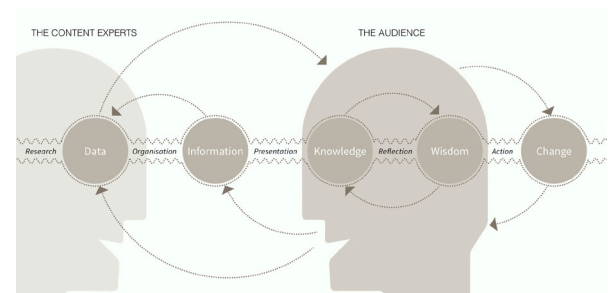 THE CONTENT EXPERTS
THE AUDIENCE
Research Data Organisation Information Presentation Knowledge Reflection Wisdom Action Change